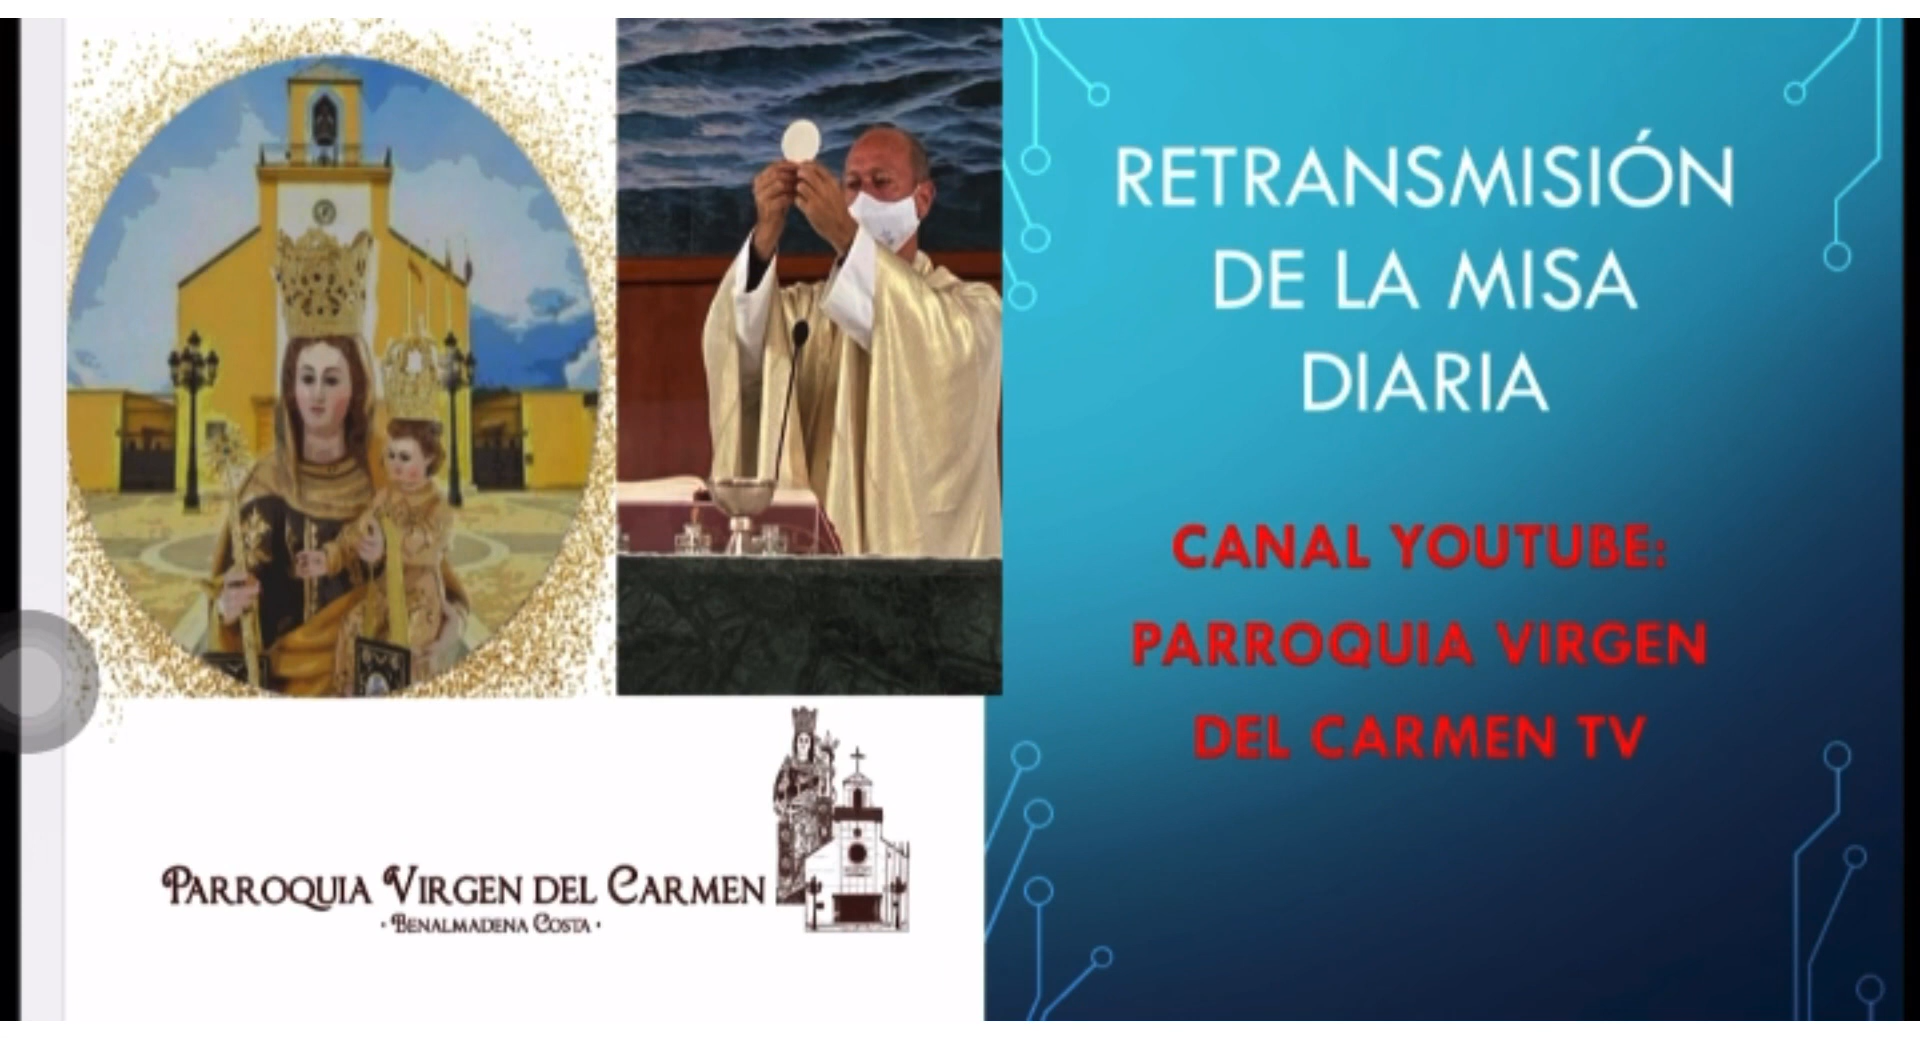 RETRANSMISIÓN
DE LA MISA
DIARIA
CANAL YOUTUBE:
PARROQUIA VIRGEN
DEL CARMEN TV
PARROQUIA VIRGEN DEL CARMEN
· BENALMADENA COSTA ·